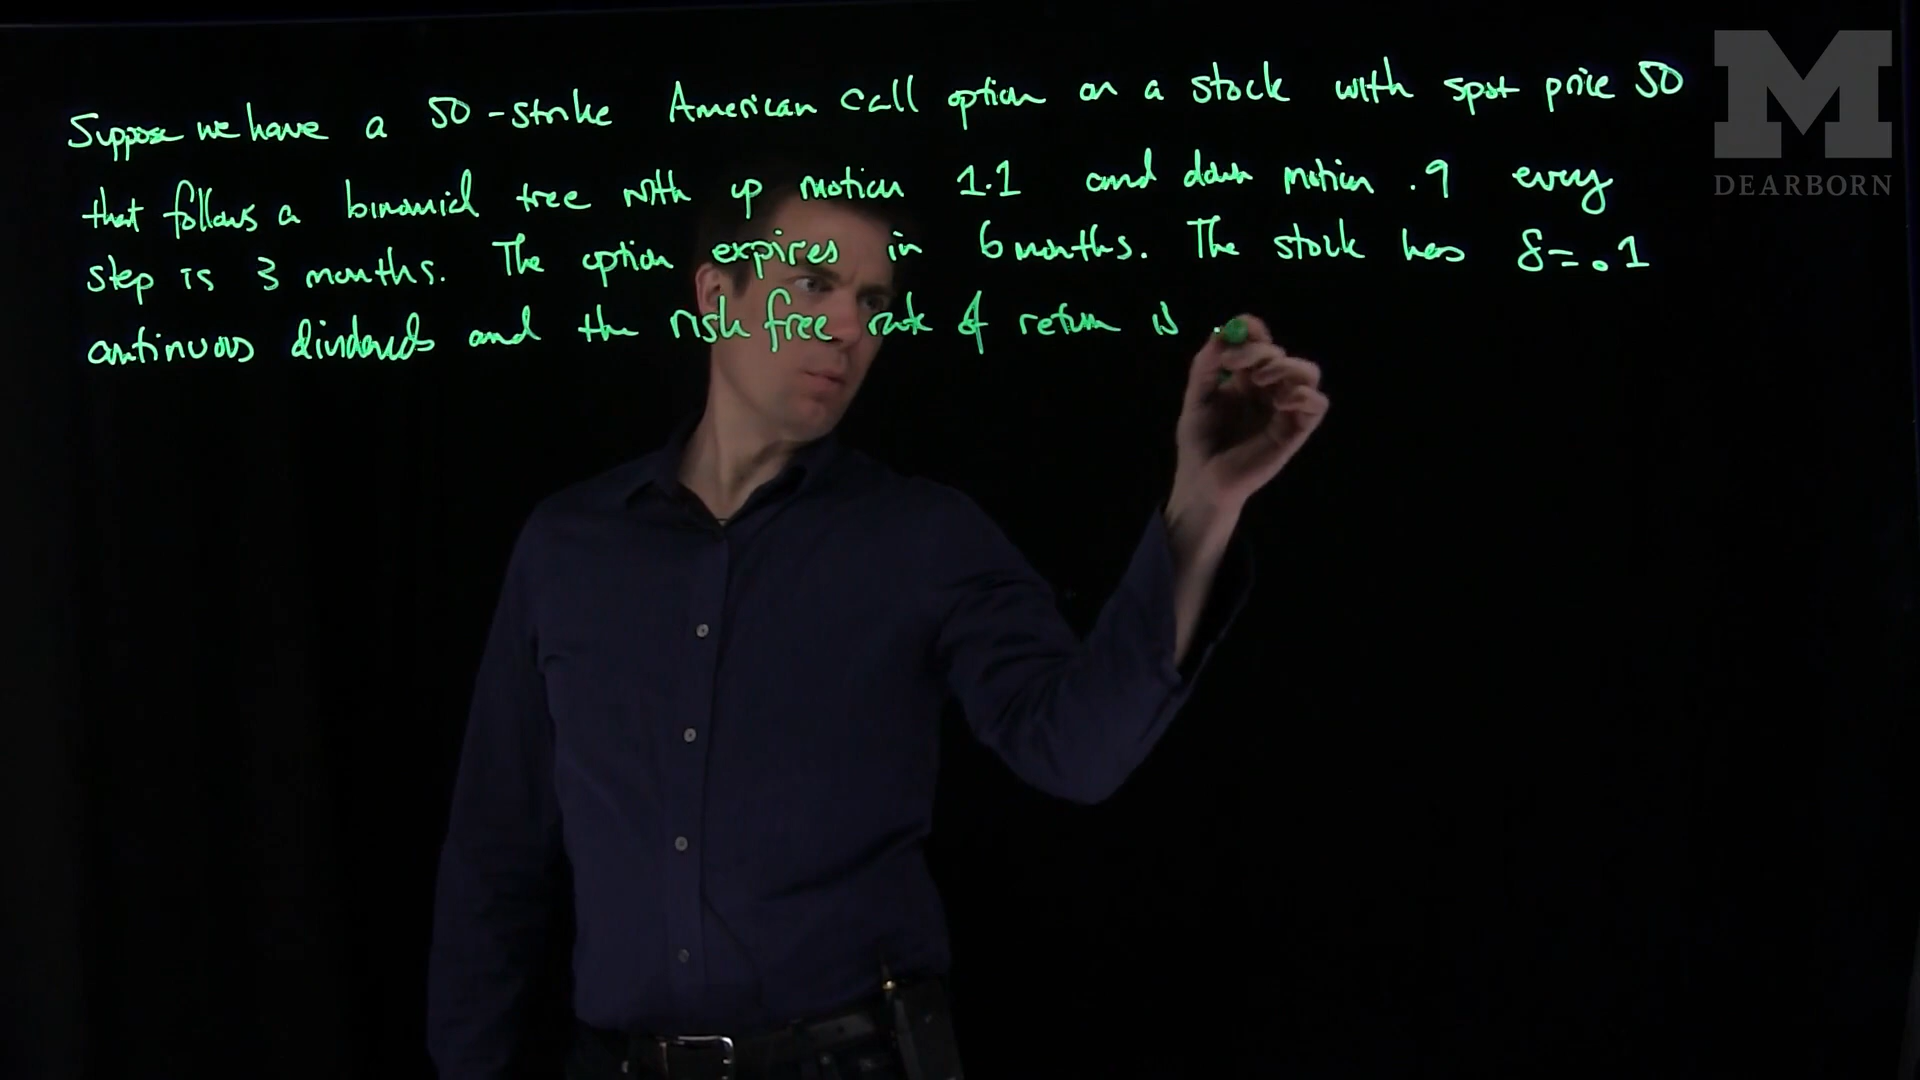 Suppose we have a 50-strike American call option on a stock with spot price 50
that follows a binomial tree with up motion 1.1 and down motion .9 every
step is 3 months. The option expires in 6 months. The stock has δ=.1
continuous dividends and the risk free rate of return is .
M
DEARBORN